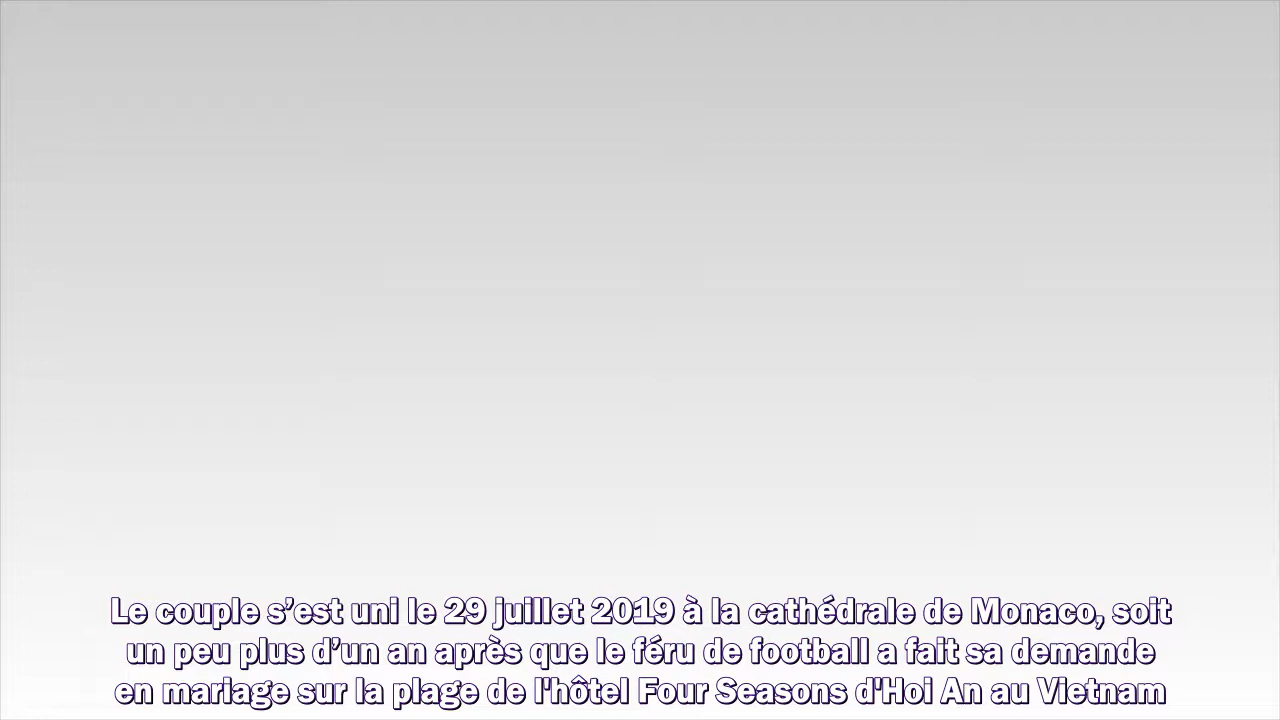 Le couple s’est uni le 29 juillet 2019 à la cathédrale de Monaco, soit
un peu plus d’un an après que le féru de football a fait sa demande
en mariage sur la plage de l'hôtel Four Seasons d'Hoi An au Vietnam